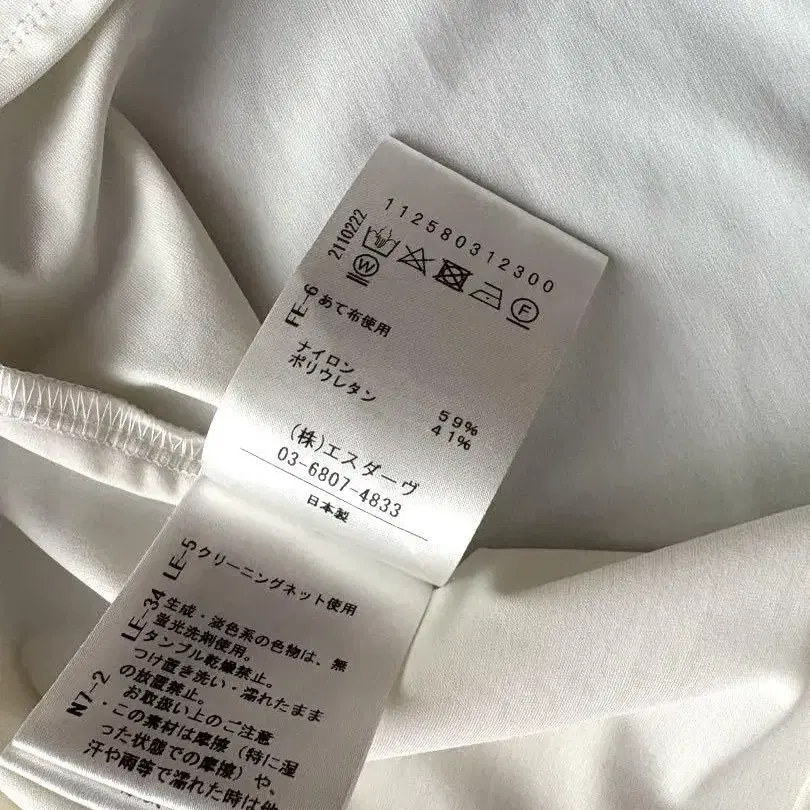 112580312300
2110222
W
F
FE-6
あて布使用
ナイロン 59%
ポリウレタン 41%
(株)エスダーヴ
03-6807-4833
日本製
LE-5
クリーニングネット使用
LE-34
生成・淡色系の色物は、無
蛍光洗剤使用。
タンブル乾燥禁止。
つけ置き洗い・濡れたまま
の放置禁止。
N7-2
お取扱い上のご注意
・この素材は摩擦(特に湿
った状態での摩擦)や、
汗や雨等で濡れた時は他